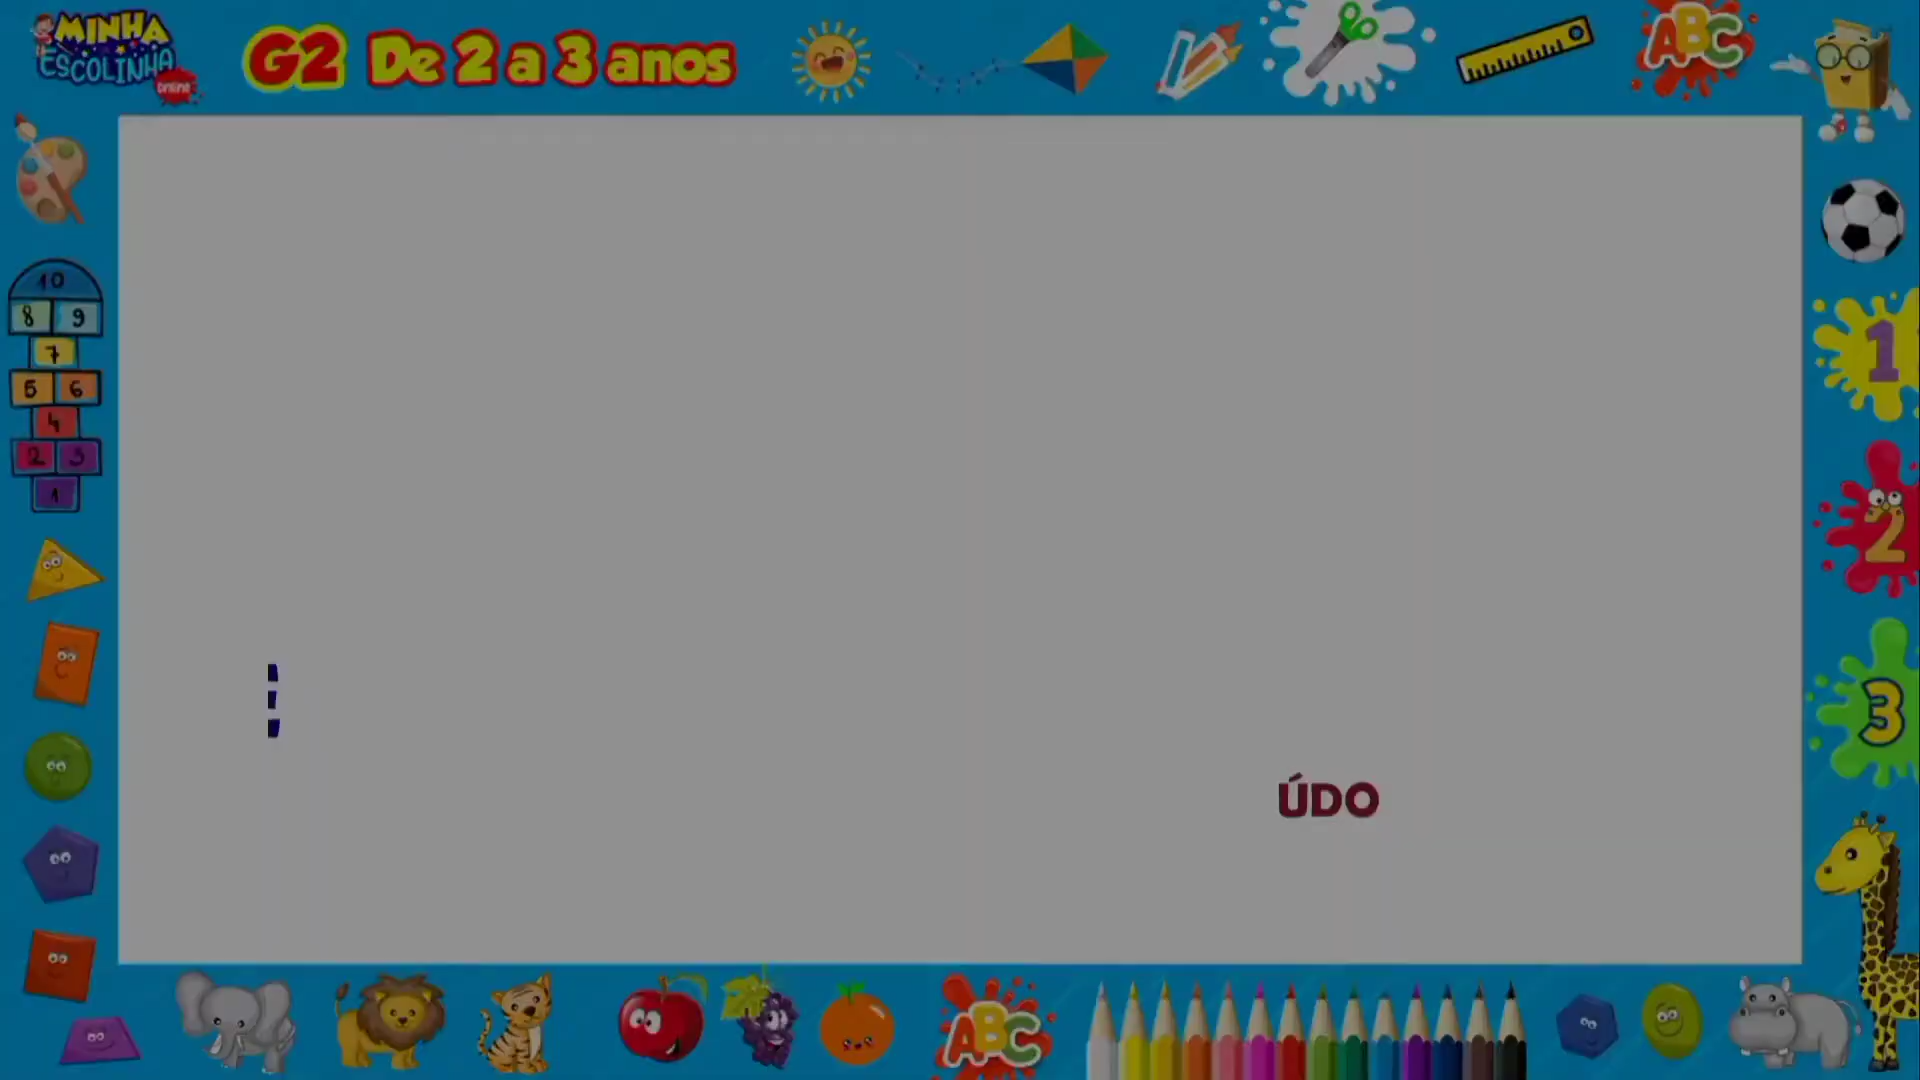 MINHA
ESCOLINHA
Online
G2 De 2 a 3 anos
ABC
10
8 9
7
5 6
4
2 3
1
1
2
3
ÚDO
ABC